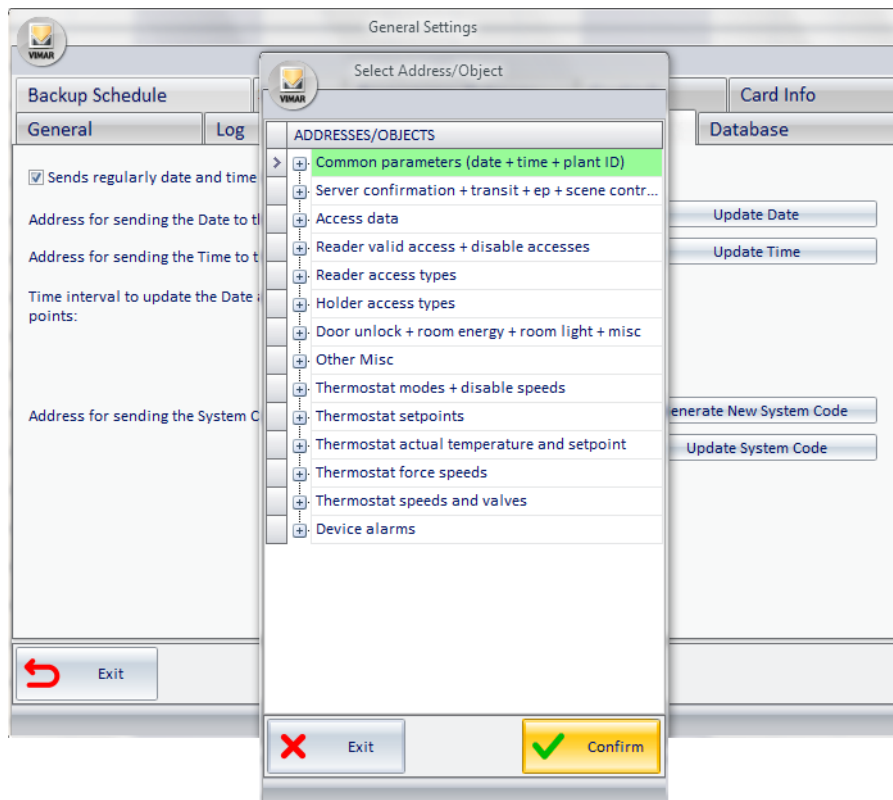 General Settings
VIMAR
Select Address/Object
VIMAR
Backup Schedule
Card Info
General
Log
Database
ADDRESSES/OBJECTS
Common parameters (date + time + plant ID)
Server confirmation + transit + ep + scene contr...
Access data
Reader valid access + disable accesses
Reader access types
Holder access types
Door unlock + room energy + room light + misc
Other Misc
Thermostat modes + disable speeds
Thermostat setpoints
Thermostat actual temperature and setpoint
Thermostat force speeds
Thermostat speeds and valves
Device alarms
Sends regularly date and time
Address for sending the Date to
Update Date
Address for sending the Time to
Update Time
Time interval to update the Date
points:
Address for sending the System
enerate New System Code
Update System Code
Exit
Exit
Confirm